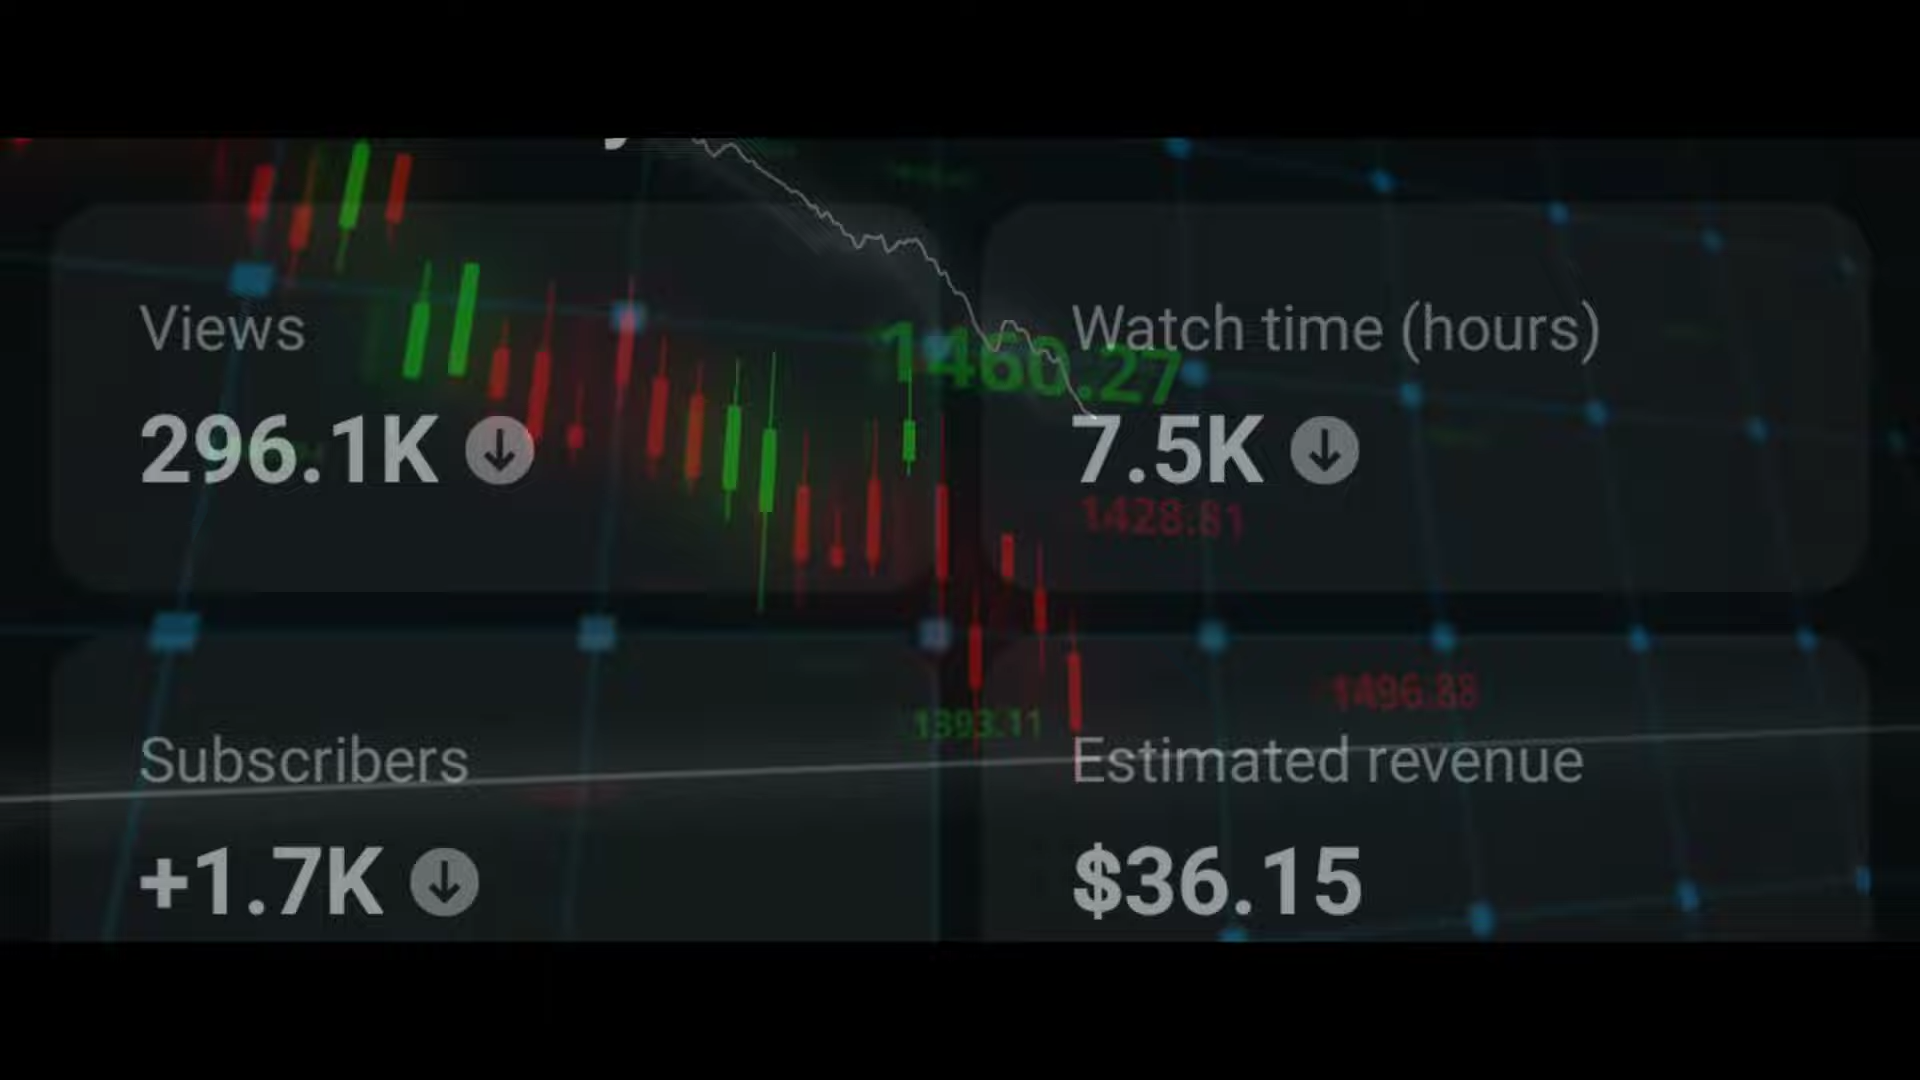 Views
Watch time (hours)
1460.27
296.1K
7.5K
1428.81
1496.88
1393.11
Subscribers
Estimated revenue
+1.7K
$36.15